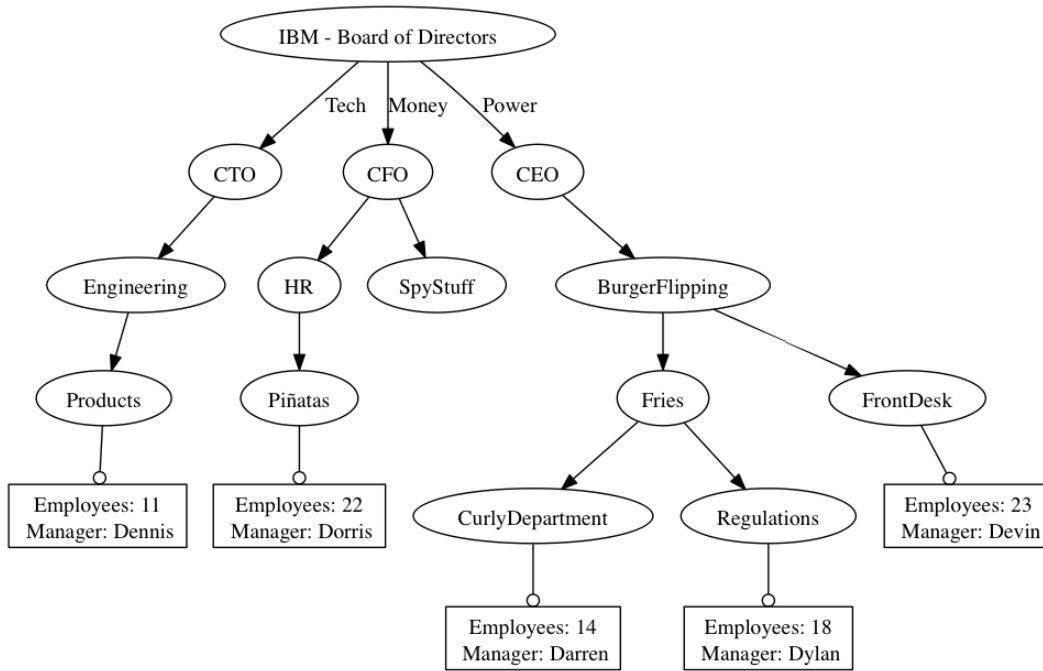 IBM - Board of Directors
Tech
Money
Power
CTO
CFO
CEO
Engineering
HR
SpyStuff
BurgerFlipping
Products
Piñatas
Fries
FrontDesk
Employees: 11
Manager: Dennis
Employees: 22
Manager: Dorris
CurlyDepartment
Regulations
Employees: 23
Manager: Devin
Employees: 14
Manager: Darren
Employees: 18
Manager: Dylan